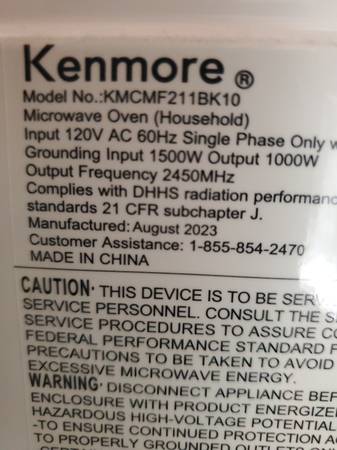 Kenmore ®
Model No.:KMCMF211BK10
Microwave Oven (Household)
Input 120V AC 60Hz Single Phase Only
Grounding Input 1500W Output 1000W
Output Frequency 2450MHz
Complies with DHHS radiation
standards 21 CFR subchapter J.
Manufactured: August 2023
Customer Assistance: 1-855-854-2470
MADE IN CHINA
CAUTION: THIS DEVICE IS TO BE
SERVICE PERSONNEL. CONSULT THE
SERVICE PROCEDURES TO ASSURE
FEDERAL PERFORMANCE STANDARD
PRECAUTIONS TO BE TAKEN TO AVOID
EXCESSIVE MICROWAVE ENERGY.
WARNING: DISCONNECT APPLIANCE
ENCLOSURE WITH PRODUCT
HAZARDOUS HIGH-VOLTAGE POTENTIAL
-TO ENSURE CONTINUED PROTECTION
TO PROPERLY GROUNDED OUTLETS ONLY